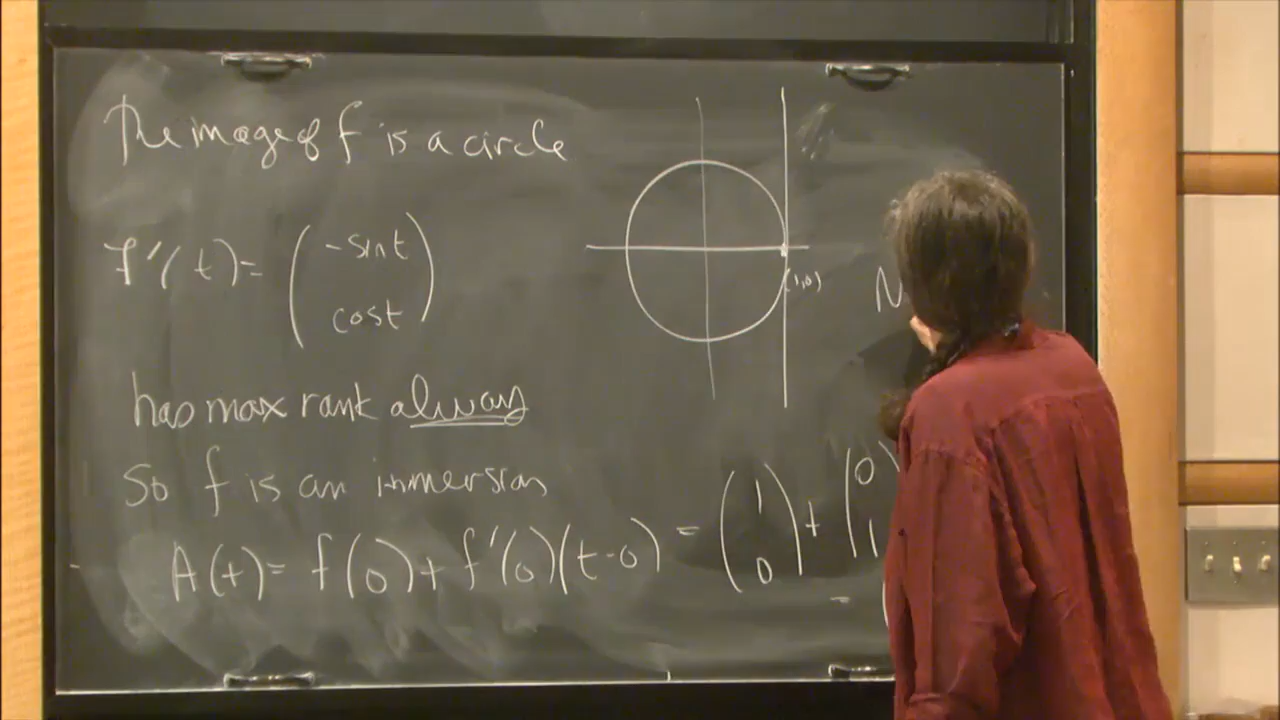 The image of f is a circle
f'(t) = ( -sin t
cos t )
has max rank always
So f is an immersion
A(t) = f(0) + f'(0)(t-0) = ( 1 0 ) + ( 0 1
=
(1,0)
N